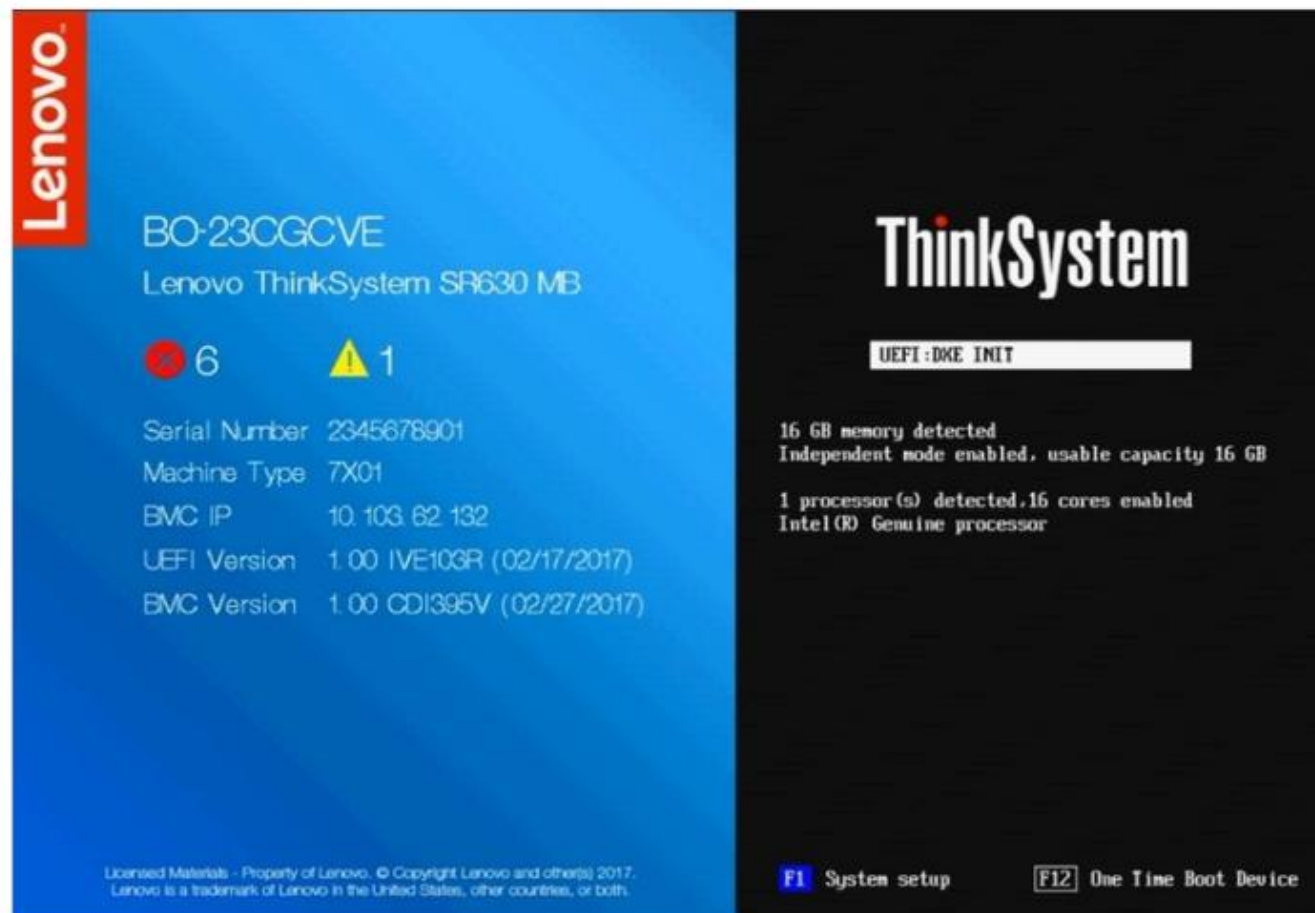 Lenovo.
BO-23CGCVE
Lenovo ThinkSystem SR630 MB
6
1
Serial Number 2345678901
Machine Type 7X01
BMC IP 10.103.62.132
UEFI Version 1.00 IVE103R (02/17/2017)
BMC Version 1.00 CDI395V (02/27/2017)
Licensed Materials - Property of Lenovo. © Copyright Lenovo and other(s) 2017.
Lenovo is a trademark of Lenovo in the United States, other countries, or both.
ThinkSystem
UEFI:DXE INIT
16 GB memory detected
Independent mode enabled, usable capacity 16 GB
1 processor(s) detected,16 cores enabled
Intel(R) Genuine processor
F1 System setup
F12 One Time Boot Device